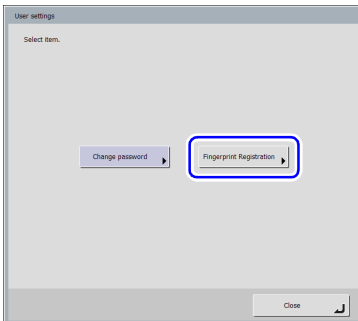 User settings
Select item.
Change password
Fingerprint Registration
Close